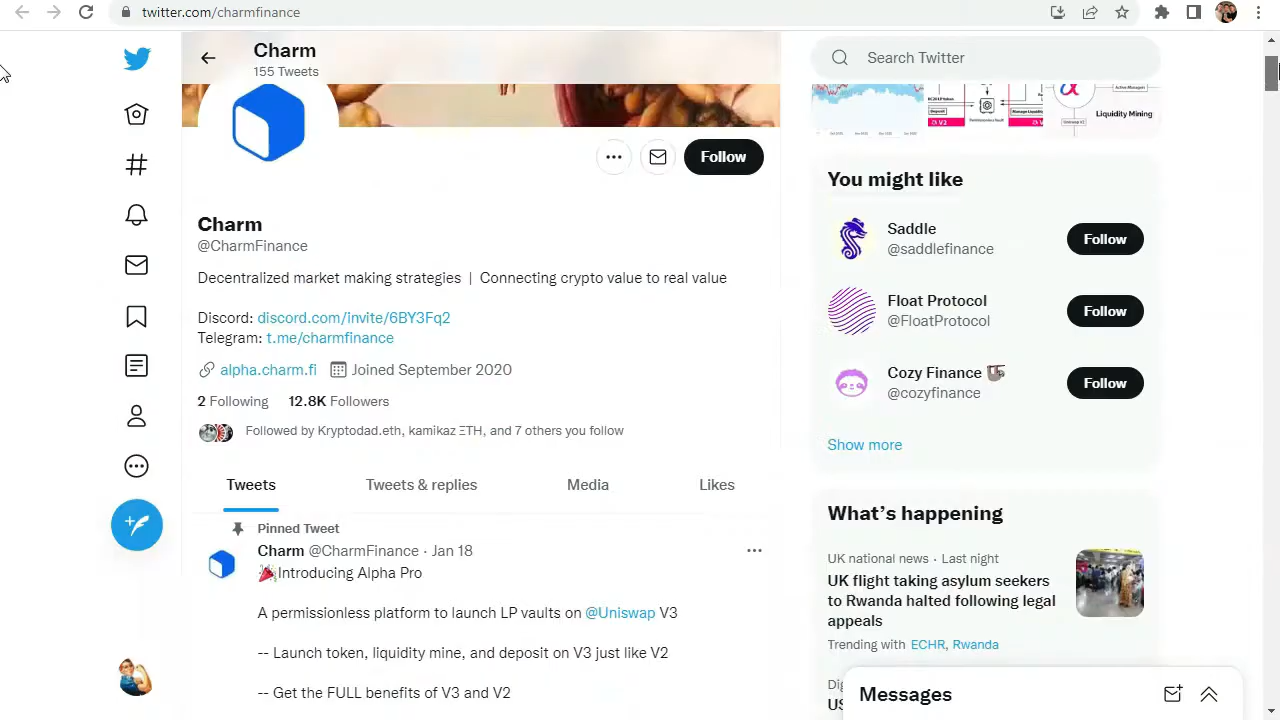 twitter.com/charmfinance
Charm
155 Tweets
Search Twitter
Active Managers
Deposit
V2
Manage Liquidity
Liquidity Mining
Follow
Charm
@CharmFinance
Decentralized market making strategies | Connecting crypto value to real value
Discord: discord.com/invite/6BY3Fq2
Telegram: t.me/charmfinance
alpha.charm.fi Joined September 2020
2 Following 12.8K Followers
Followed by Kryptodad.eth, kamikaz ΞTH, and 7 others you follow
Tweets Tweets & replies Media Likes
Pinned Tweet
Charm @CharmFinance · Jan 18
🎉Introducing Alpha Pro
A permissionless platform to launch LP vaults on @Uniswap V3
-- Launch token, liquidity mine, and deposit on V3 just like V2
-- Get the FULL benefits of V3 and V2
You might like
Saddle
@saddlefinance
Follow
Float Protocol
@FloatProtocol
Follow
Cozy Finance 🦥
@cozyfinance
Follow
Show more
What's happening
UK national news · Last night
UK flight taking asylum seekers
to Rwanda halted following legal
appeals
Trending with ECHR, Rwanda
Messages